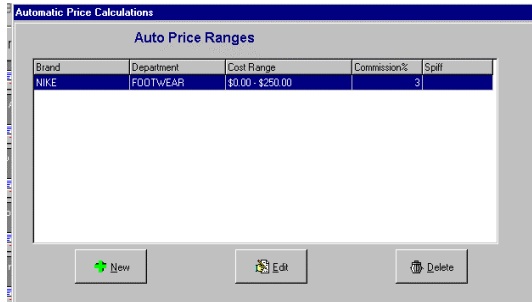 Automatic Price Calculations
Auto Price Ranges
Brand Department Cost Range Commission% Spiff
NIKE FOOTWEAR $0.00 - $250.00 3
New Edit Delete